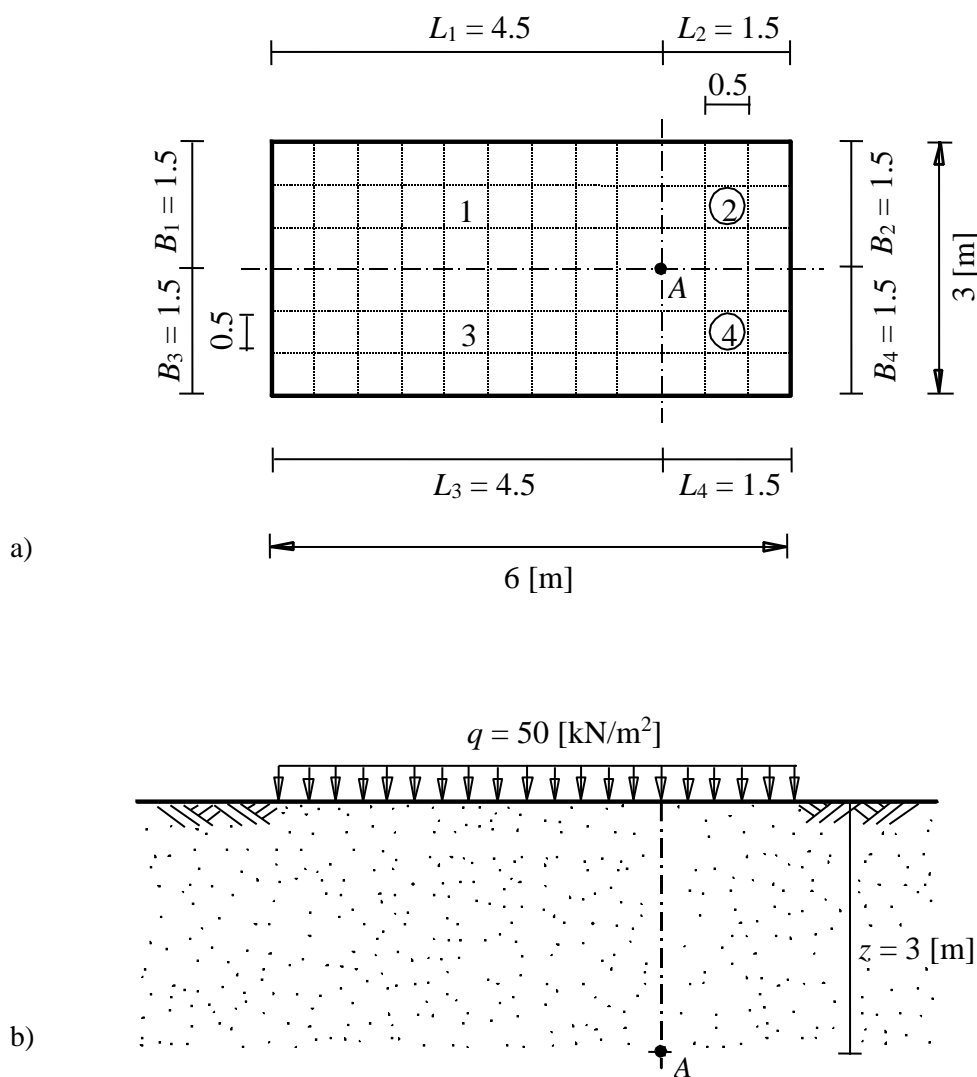 L₁ = 4.5
L₂ = 1.5
0.5
B₁ = 1.5
B₂ = 1.5
1
2
A
3 [m]
B₃ = 1.5
0.5
3
4
B₄ = 1.5
L₃ = 4.5
L₄ = 1.5
a)
6 [m]
q = 50 [kN/m²]
z = 3 [m]
b)
A